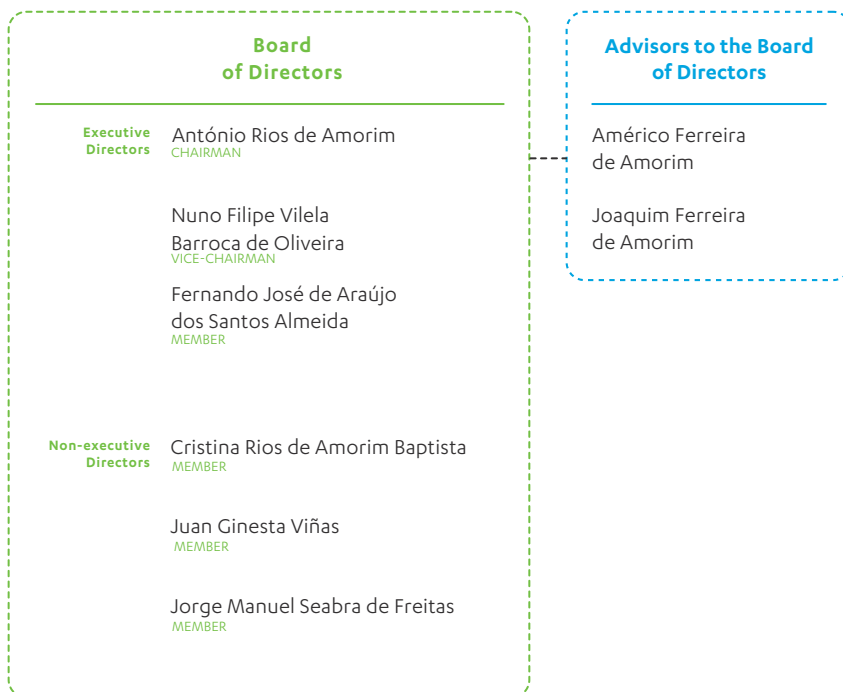 Board
of Directors
Executive
Directors
António Rios de Amorim
CHAIRMAN
Nuno Filipe Vilela
Barroca de Oliveira
VICE-CHAIRMAN
Fernando José de Araújo
dos Santos Almeida
MEMBER
Non-executive
Directors
Cristina Rios de Amorim Baptista
MEMBER
Juan Ginesta Viñas
MEMBER
Jorge Manuel Seabra de Freitas
MEMBER
Advisors to the Board
of Directors
Américo Ferreira
de Amorim
Joaquim Ferreira
de Amorim